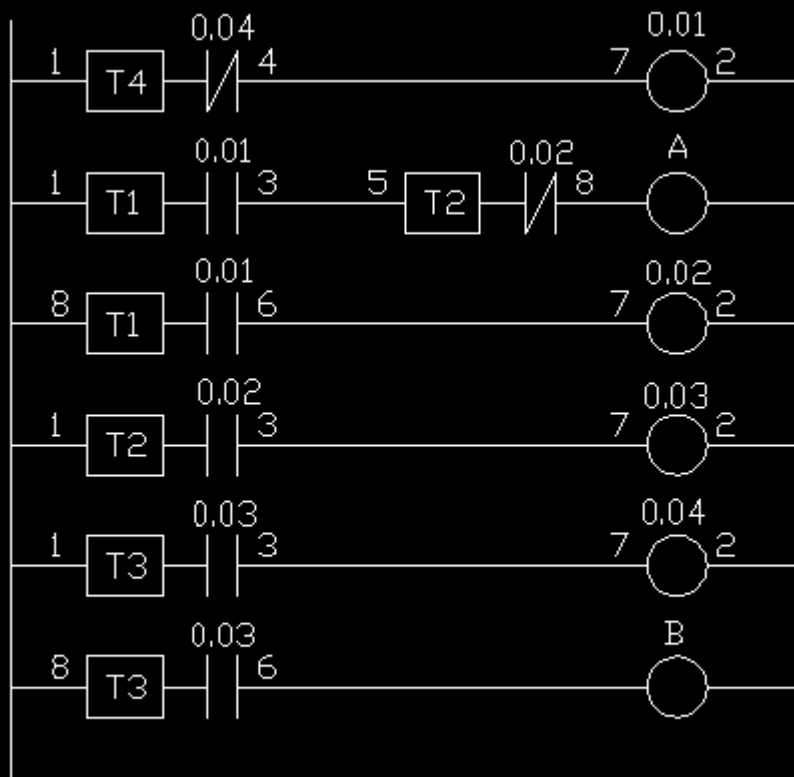 0.04 0.01
1 T4 4 7 2
0.01 0.02 A
1 T1 3 5 T2 8
0.01 0.02
8 T1 6 7 2
0.02 0.03
1 T2 3 7 2
0.03 0.04
1 T3 3 7 2
0.03 B
8 T3 6